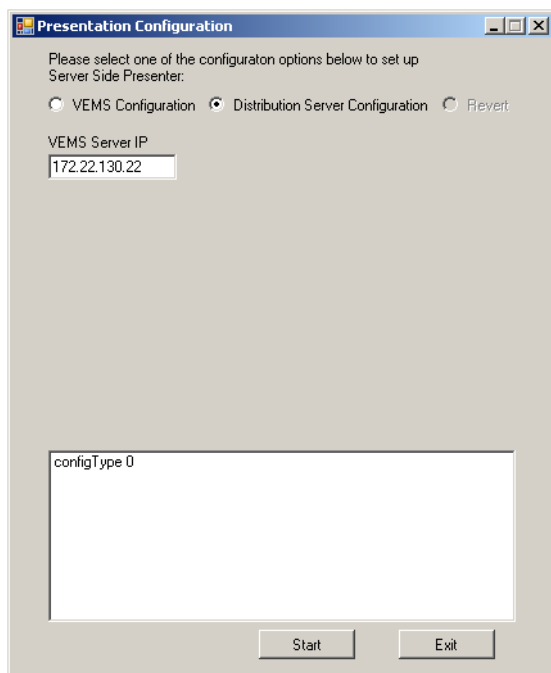 Presentation Configuration
Please select one of the configuraton options below to set up
Server Side Presenter:
VEMS Configuration Distribution Server Configuration Revert
VEMS Server IP
172.22.130.22
configType 0
Start Exit